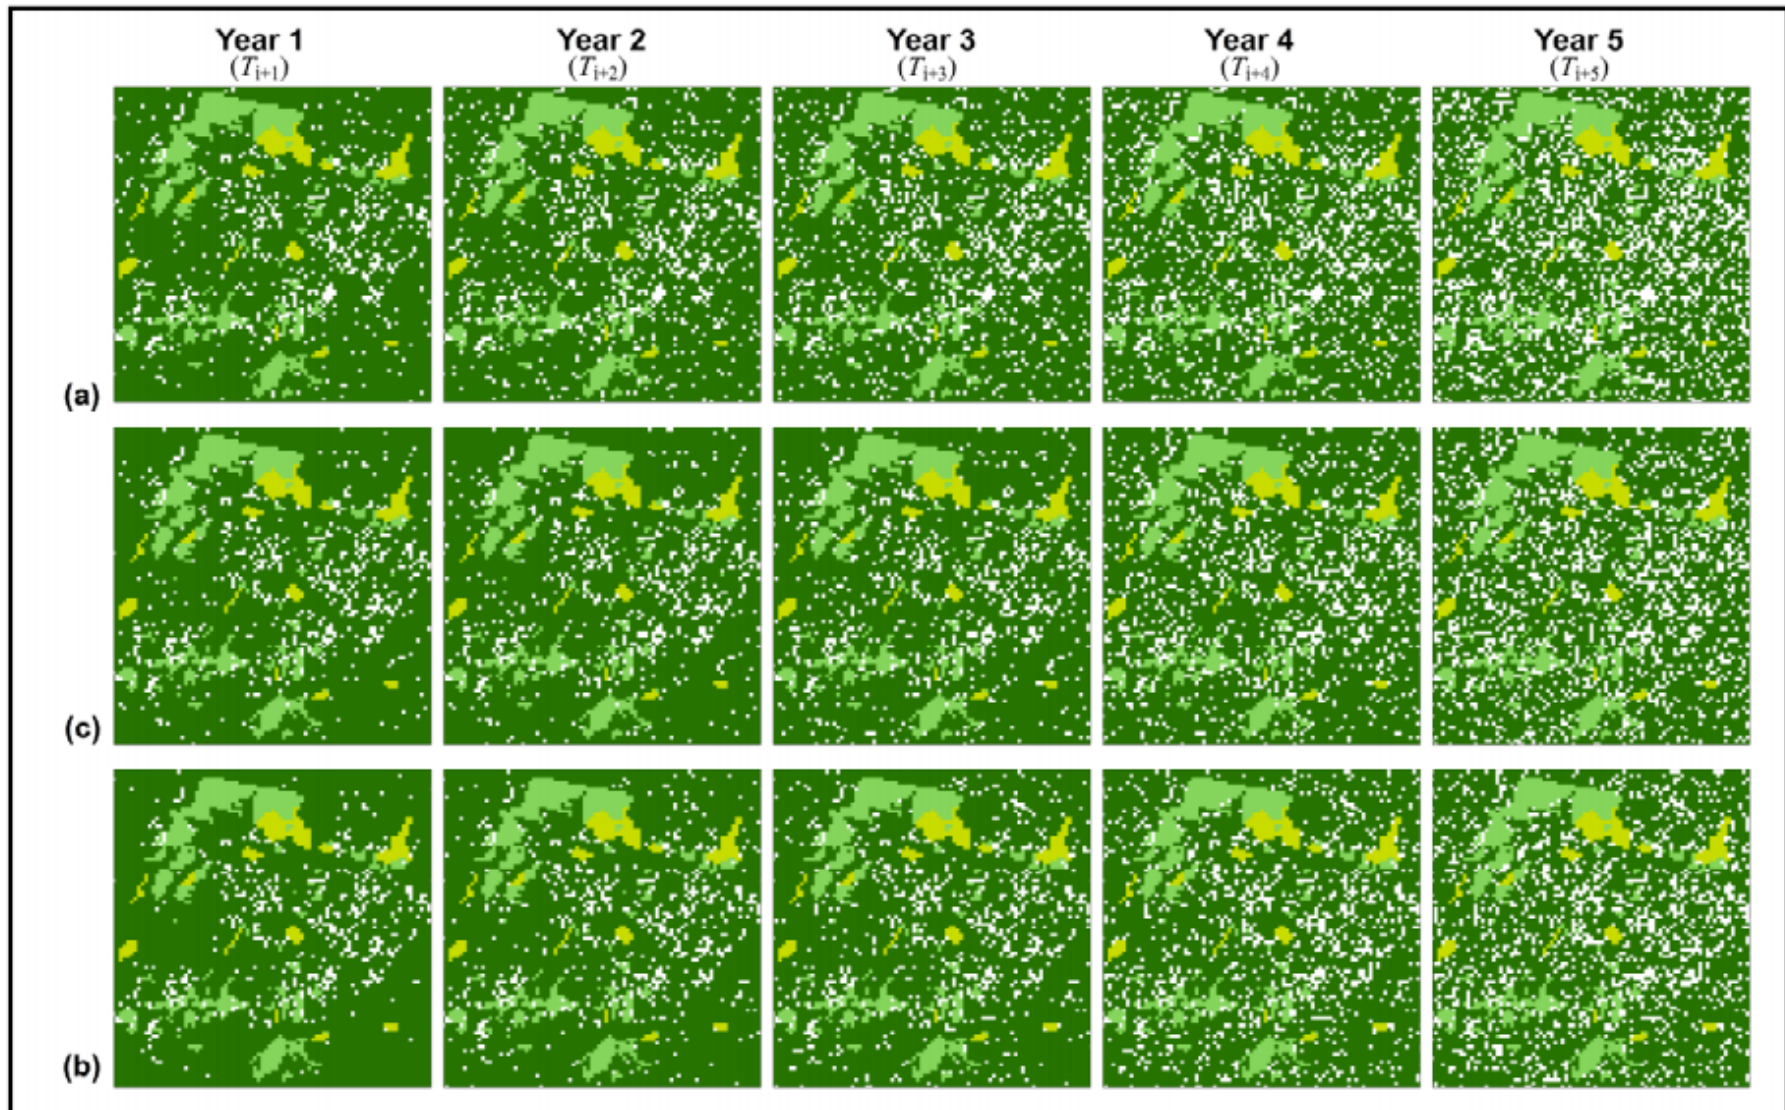 Year 1 Year 2 Year 3 Year 4 Year 5
(Ti+1) (Ti+2) (Ti+3) (Ti+4) (Ti+5)
(a)
(c)
(b)